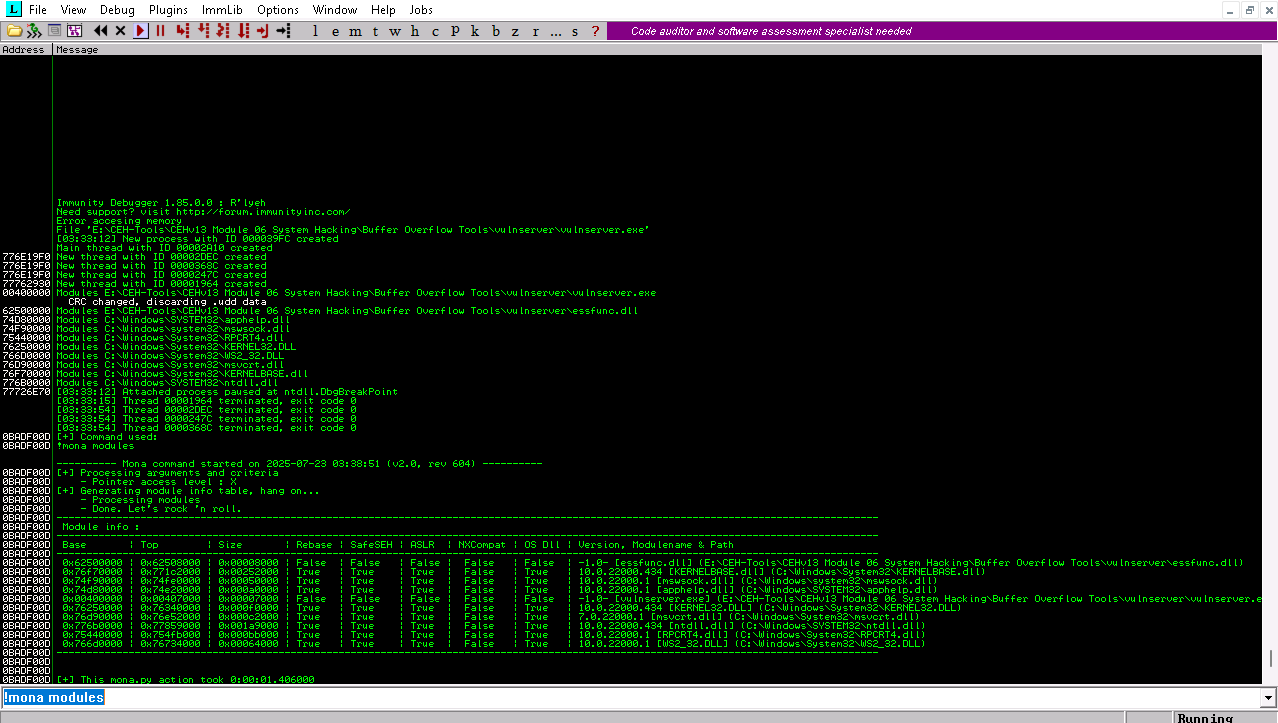 L File View Debug Plugins ImmLib Options Window Help Jobs
l e m t w h c P k b z r ... s ? Code auditor and software assessment specialist needed
Address Message
Immunity Debugger 1.85.0.0 : R'lyeh
Need support? visit http://forum.immunityinc.com/
Error accesing memory
File 'E:\CEH-Tools\CEHv13 Module 06 System Hacking\Buffer Overflow Tools\vulnserver\vulnserver.exe'
[03:33:12] New process with ID 000039FC created
Main thread with ID 00002A10 created
776E19F0 New thread with ID 00002DEC created
776E19F0 New thread with ID 0000368C created
776E19F0 New thread with ID 0000247C created
77762930 New thread with ID 00001964 created
00400000 Modules E:\CEH-Tools\CEHv13 Module 06 System Hacking\Buffer Overflow Tools\vulnserver\vulnserver.exe
CRC changed, discarding .udd data
62500000 Modules E:\CEH-Tools\CEHv13 Module 06 System Hacking\Buffer Overflow Tools\vulnserver\essfunc.dll
74D80000 Modules C:\Windows\SYSTEM32\apphelp.dll
74F90000 Modules C:\Windows\system32\mswsock.dll
75440000 Modules C:\Windows\System32\RPCRT4.dll
76250000 Modules C:\Windows\System32\KERNEL32.DLL
766D0000 Modules C:\Windows\System32\WS2_32.DLL
76D90000 Modules C:\Windows\System32\msvcrt.dll
76F70000 Modules C:\Windows\System32\KERNELBASE.dll
776B0000 Modules C:\Windows\SYSTEM32\ntdll.dll
77726E70 [03:33:12] Attached process paused at ntdll.DbgBreakPoint
[03:33:15] Thread 00001964 terminated, exit code 0
[03:33:54] Thread 00002DEC terminated, exit code 0
[03:33:54] Thread 0000247C terminated, exit code 0
[03:33:54] Thread 0000368C terminated, exit code 0
0BADF00D [+] Command used:
0BADF00D !mona modules
---------- Mona command started on 2025-07-23 03:38:51 (v2.0, rev 604) ----------
0BADF00D [+] Processing arguments and criteria
0BADF00D - Pointer access level : X
0BADF00D [+] Generating module info table, hang on...
0BADF00D - Processing modules
0BADF00D - Done. Let's rock 'n roll.
0BADF00D -----------------------------------------------------------------------------------------------------------------------------------------
0BADF00D Module info :
0BADF00D -----------------------------------------------------------------------------------------------------------------------------------------
0BADF00D Base | Top | Size | Rebase | SafeSEH | ASLR | NXCompat | OS Dll | Version, Modulename & Path
0BADF00D -----------------------------------------------------------------------------------------------------------------------------------------
0BADF00D 0x62500000 | 0x62508000 | 0x00008000 | False | False | False | False | False | -1.0- [essfunc.dll] (E:\CEH-Tools\CEHv13 Module 06 System Hacking\Buffer Overflow Tools\vulnserver\essfunc.dll)
0BADF00D 0x76f70000 | 0x771c2000 | 0x00252000 | True | True | True | False | True | 10.0.22000.434 [KERNELBASE.dll] (C:\Windows\System32\KERNELBASE.dll)
0BADF00D 0x74f90000 | 0x74fe0000 | 0x00050000 | True | True | True | False | True | 10.0.22000.1 [mswsock.dll] (C:\Windows\system32\mswsock.dll)
0BADF00D 0x74d80000 | 0x74e20000 | 0x000a0000 | True | True | True | False | True | 10.0.22000.1 [apphelp.dll] (C:\Windows\SYSTEM32\apphelp.dll)
0BADF00D 0x00400000 | 0x00407000 | 0x00007000 | False | False | False | False | False | -1.0- [vulnserver.exe] (E:\CEH-Tools\CEHv13 Module 06 System Hacking\Buffer Overflow Tools\vulnserver\vulnserver.e
0BADF00D 0x76250000 | 0x76340000 | 0x000f0000 | True | True | True | False | True | 10.0.22000.434 [KERNEL32.DLL] (C:\Windows\System32\KERNEL32.DLL)
0BADF00D 0x76d90000 | 0x76e52000 | 0x000c2000 | True | True | True | False | True | 7.0.22000.1 [msvcrt.dll] (C:\Windows\System32\msvcrt.dll)
0BADF00D 0x776b0000 | 0x77859000 | 0x001a9000 | True | True | True | False | True | 10.0.22000.434 [ntdll.dll] (C:\Windows\SYSTEM32\ntdll.dll)
0BADF00D 0x75440000 | 0x754fb000 | 0x000bb000 | True | True | True | False | True | 10.0.22000.1 [RPCRT4.dll] (C:\Windows\System32\RPCRT4.dll)
0BADF00D 0x766d0000 | 0x76734000 | 0x00064000 | True | True | True | False | True | 10.0.22000.1 [WS2_32.DLL] (C:\Windows\System32\WS2_32.DLL)
0BADF00D -----------------------------------------------------------------------------------------------------------------------------------------
0BADF00D
0BADF00D
0BADF00D [+] This mona.py action took 0:00:01.406000
!mona modules
Running